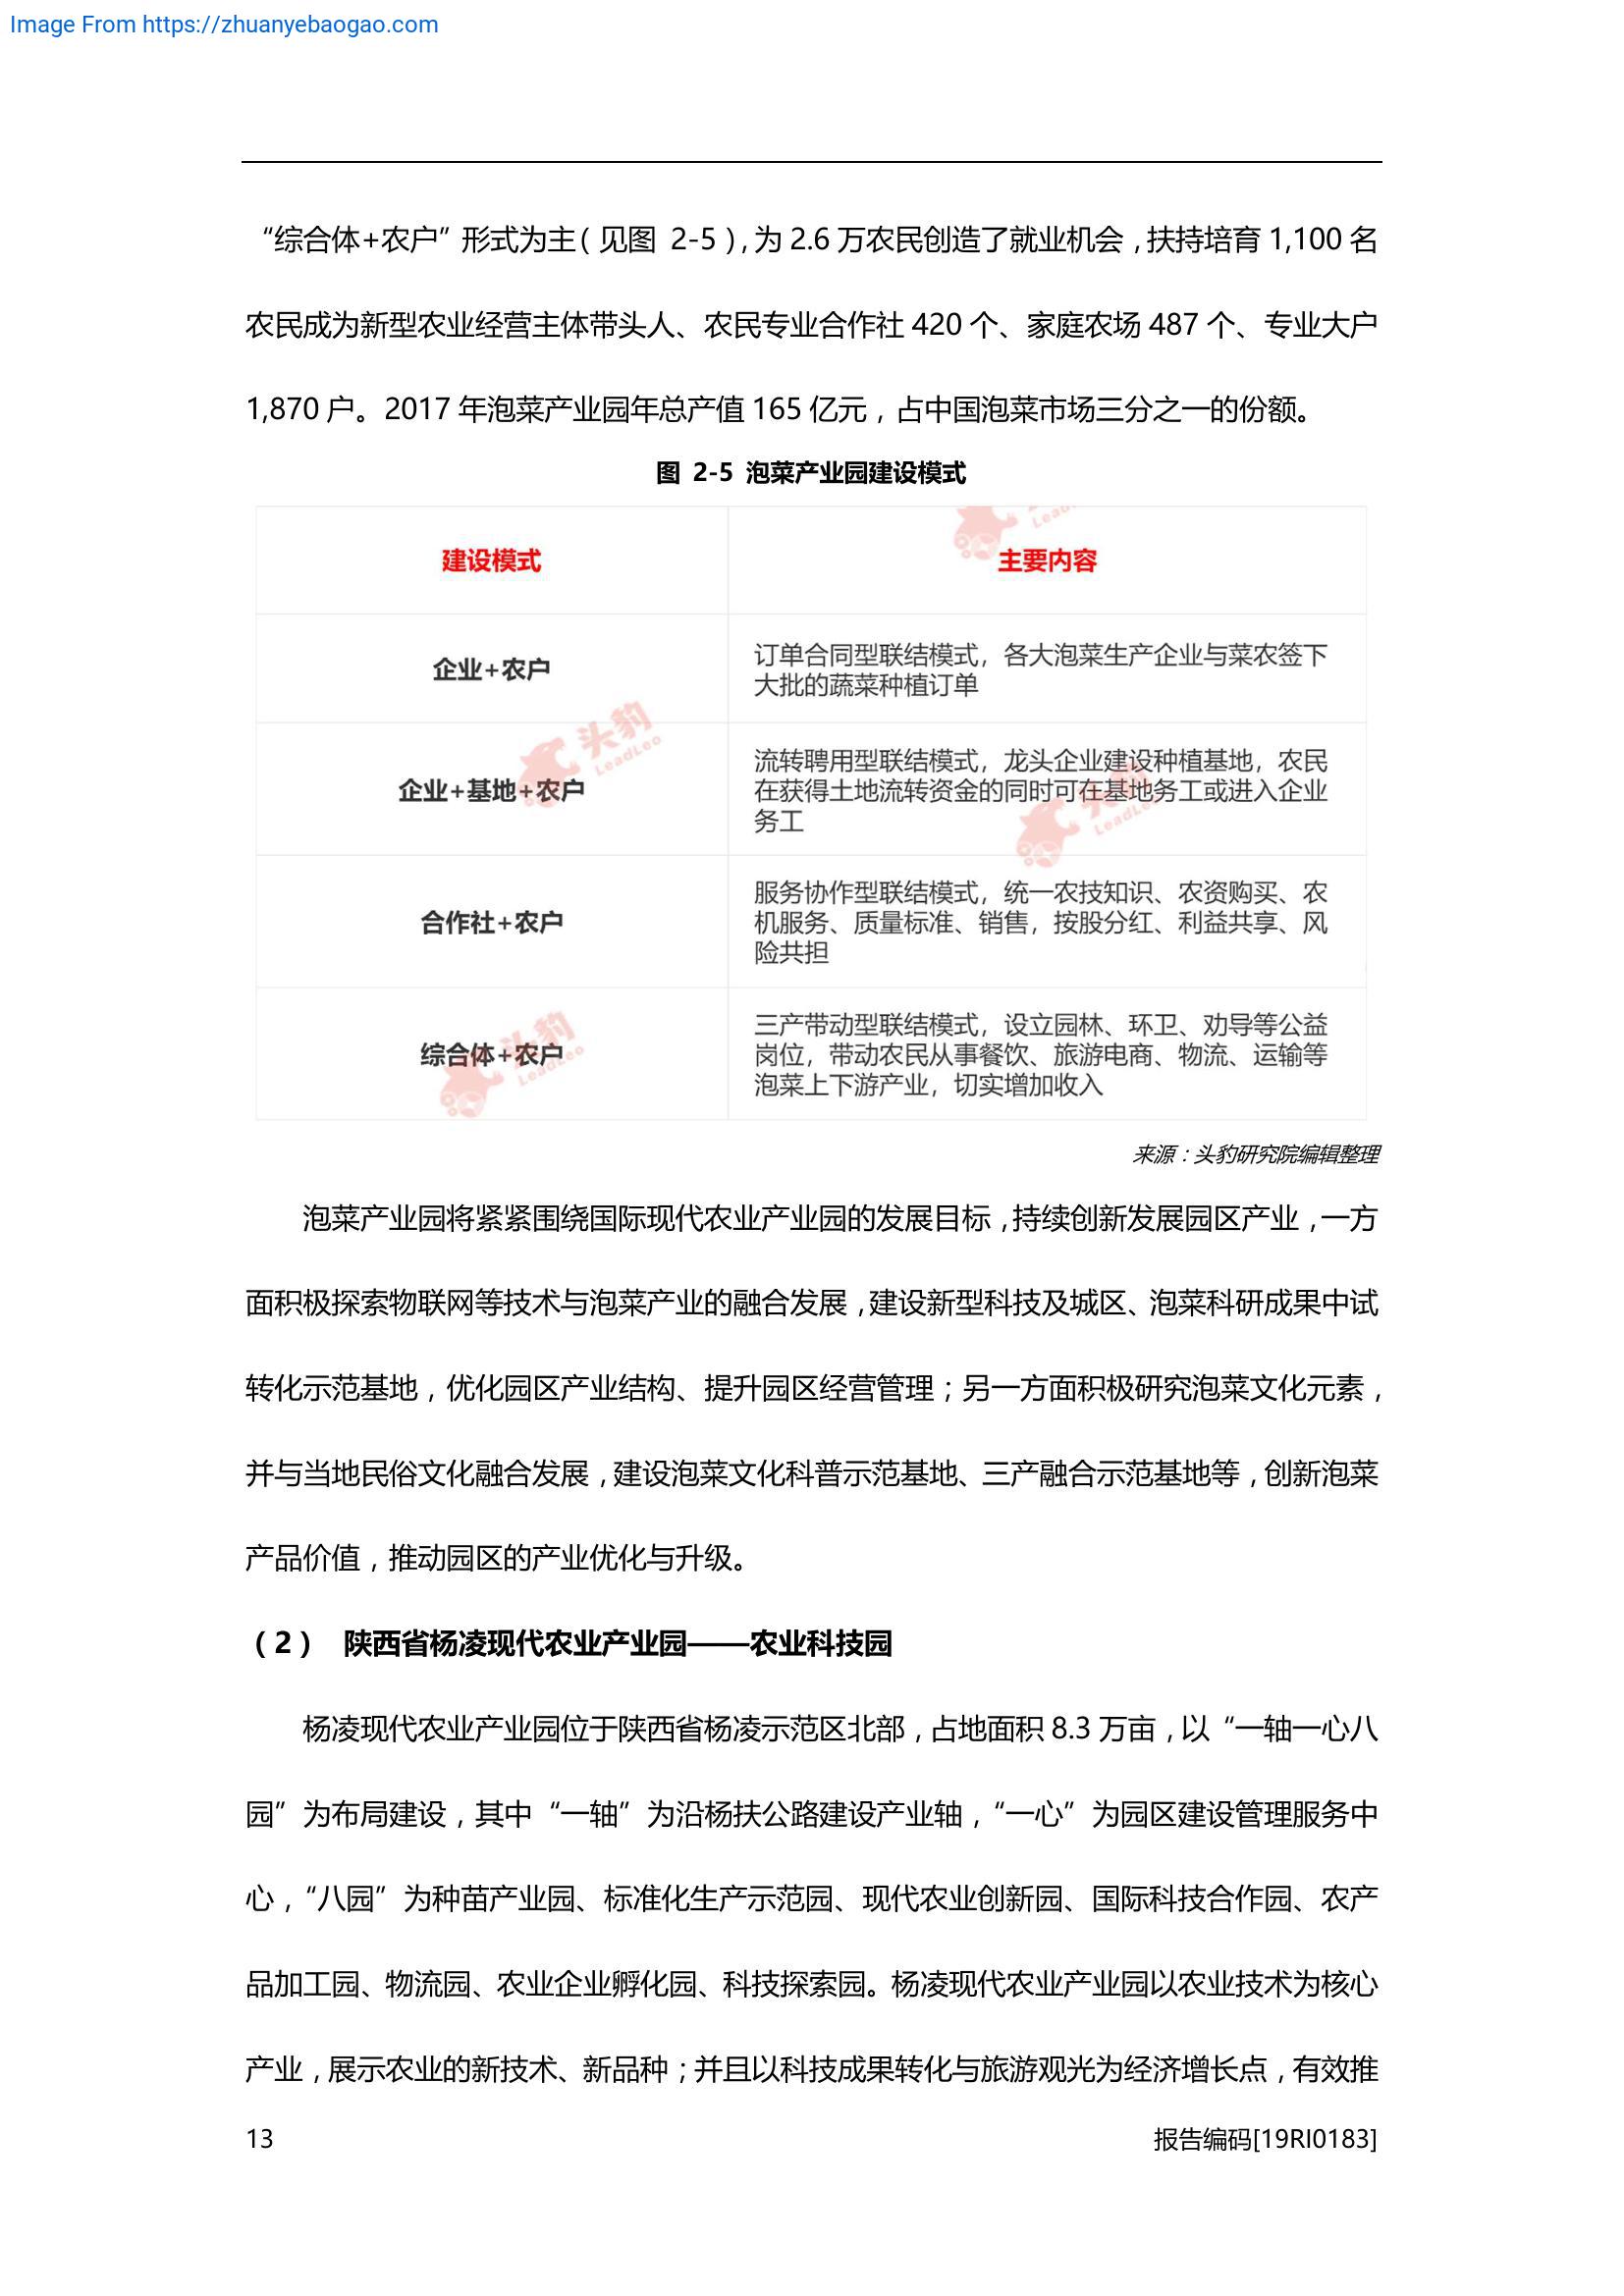 Image From https://zhuanyebaogao.com
“综合体+农户”形式为主（见图 2-5），为 2.6 万农民创造了就业机会，扶持培育 1,100 名
农民成为新型农业经营主体带头人、农民专业合作社 420 个、家庭农场 487 个、专业大户
1,870 户。2017 年泡菜产业园年总产值 165 亿元，占中国泡菜市场三分之一的份额。
图 2-5 泡菜产业园建设模式
建设模式
主要内容
企业+农户
订单合同型联结模式，各大泡菜生产企业与菜农签下
大批的蔬菜种植订单
企业+基地+农户
流转聘用型联结模式，龙头企业建设种植基地，农民
在获得土地流转资金的同时可在基地务工或进入企业
务工
合作社+农户
服务协作型联结模式，统一农技知识、农资购买、农
机服务、质量标准、销售，按股分红、利益共享、风
险共担
综合体+农户
三产带动型联结模式，设立园林、环卫、劝导等公益
岗位，带动农民从事餐饮、旅游电商、物流、运输等
泡菜上下游产业，切实增加收入
头豹
LeadLeo
头豹
LeadLeo
头豹
LeadLeo
来源：头豹研究院编辑整理
泡菜产业园将紧紧围绕国际现代农业产业园的发展目标，持续创新发展园区产业，一方
面积极探索物联网等技术与泡菜产业的融合发展，建设新型科技及城区、泡菜科研成果中试
转化示范基地，优化园区产业结构、提升园区经营管理；另一方面积极研究泡菜文化元素，
并与当地民俗文化融合发展，建设泡菜文化科普示范基地、三产融合示范基地等，创新泡菜
产品价值，推动园区的产业优化与升级。
（2） 陕西省杨凌现代农业产业园——农业科技园
杨凌现代农业产业园位于陕西省杨凌示范区北部，占地面积 8.3 万亩，以“一轴一心八
园”为布局建设，其中“一轴”为沿杨扶公路建设产业轴，“一心”为园区建设管理服务中
心，“八园”为种苗产业园、标准化生产示范园、现代农业创新园、国际科技合作园、农产
品加工园、物流园、农业企业孵化园、科技探索园。杨凌现代农业产业园以农业技术为核心
产业，展示农业的新技术、新品种；并且以科技成果转化与旅游观光为经济增长点，有效推
13
报告编码[19RI0183]